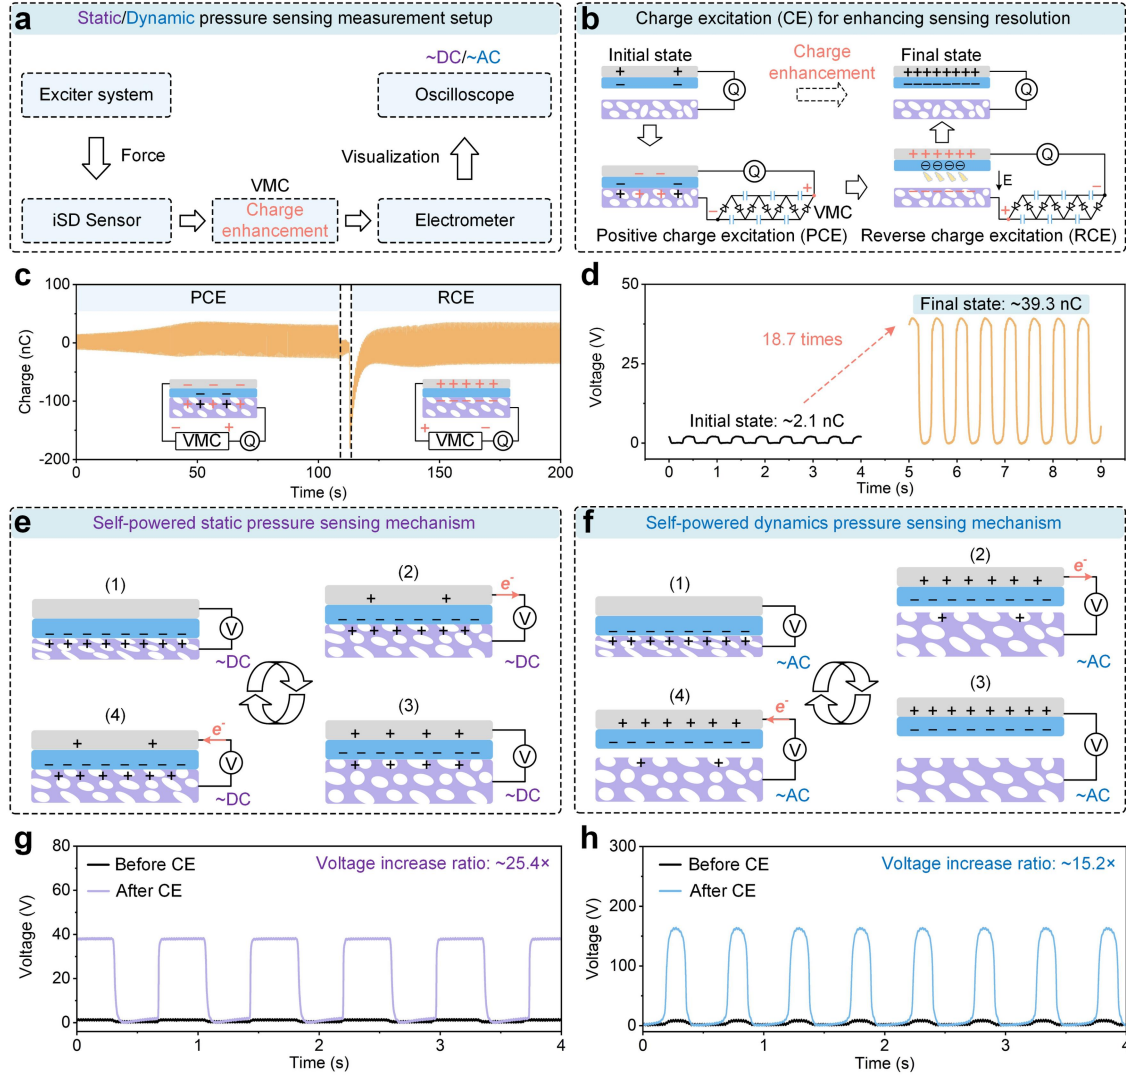 a
Static/Dynamic pressure sensing measurement setup
~DC/~AC
Exciter system
Oscilloscope
Force
Visualization
VMC
iSD Sensor
Charge
enhancement
Electrometer
b
Charge excitation (CE) for enhancing sensing resolution
Initial state
Charge
enhancement
Final state
+ +
− −
Q
++++++++
−−−−−−−−
Q
Q
− −
− −
+ + + +
+
−
VMC
+ + + + + +
⊖⊖⊖⊖
Q
E
−
+
Positive charge excitation (PCE)
Reverse charge excitation (RCE)
c
PCE
RCE
100
0
-100
-200
Charge (nC)
− − −
− −
+ + + + +
− +
VMC
Q
+ + + + +
+ −
VMC
Q
0
50
100
150
200
Time (s)
d
Final state: ~39.3 nC
18.7 times
Initial state: ~2.1 nC
50
25
0
Voltage (V)
0 1 2 3 4 5 6 7 8 9
Time (s)
e
Self-powered static pressure sensing mechanism
(1)
− − − − − − − −
+ + + + + + + +
V
~DC
(2)
e-
+ +
− − − − − − − −
+ + + + + +
V
~DC
(4)
e-
+ +
− − − − − − − −
+ + + + + +
V
~DC
(3)
+ + + +
− − − − − − − −
+ + + +
V
~DC
f
Self-powered dynamics pressure sensing mechanism
(1)
− − − − − − − −
+ + + + + + + +
V
~AC
(2)
e-
+ + + + + +
− − − − − − − −
+ +
V
~AC
(4)
e-
+ + + + + +
− − − − − − − −
+ +
V
~AC
(3)
+ + + + + + + +
− − − − − − − −
V
~AC
g
Before CE
After CE
Voltage increase ratio: ~25.4×
80
60
40
20
0
Voltage (V)
0 1 2 3 4
Time (s)
h
Before CE
After CE
Voltage increase ratio: ~15.2×
300
200
100
0
Voltage (V)
0 1 2 3 4
Time (s)